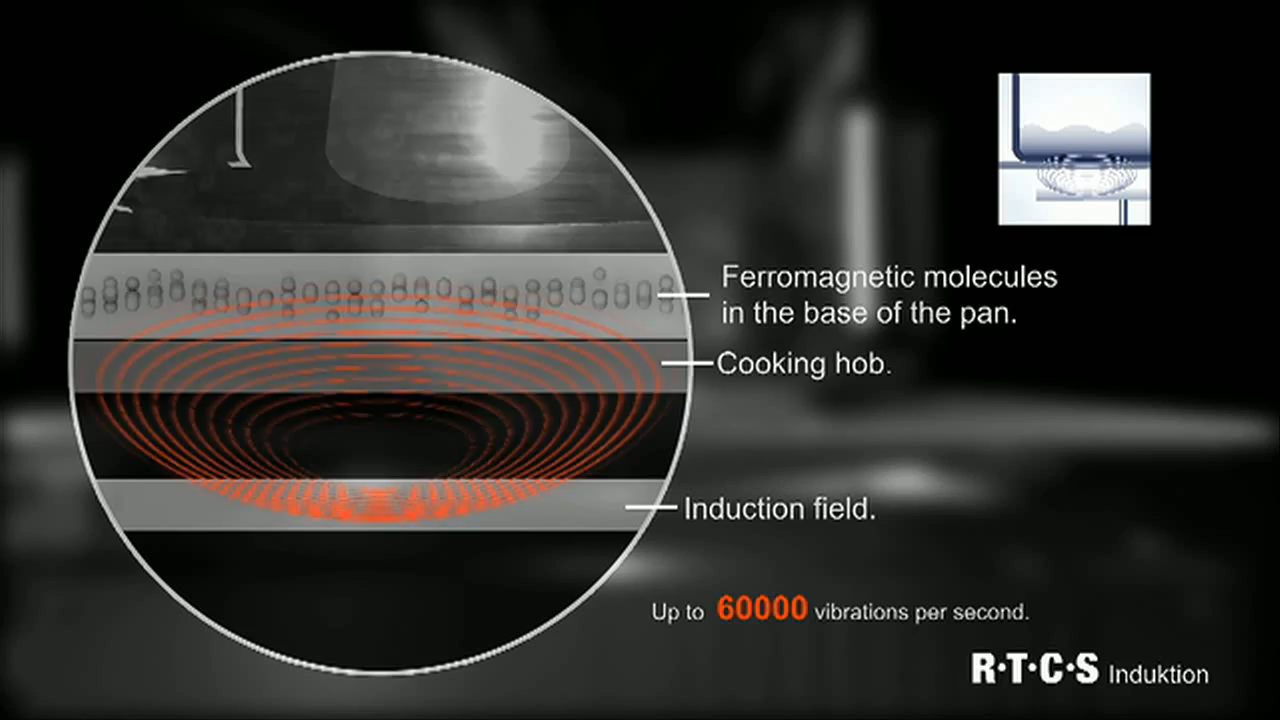 Ferromagnetic molecules
in the base of the pan.
Cooking hob.
Induction field.
Up to 60000 vibrations per second.
R·T·C·S Induktion